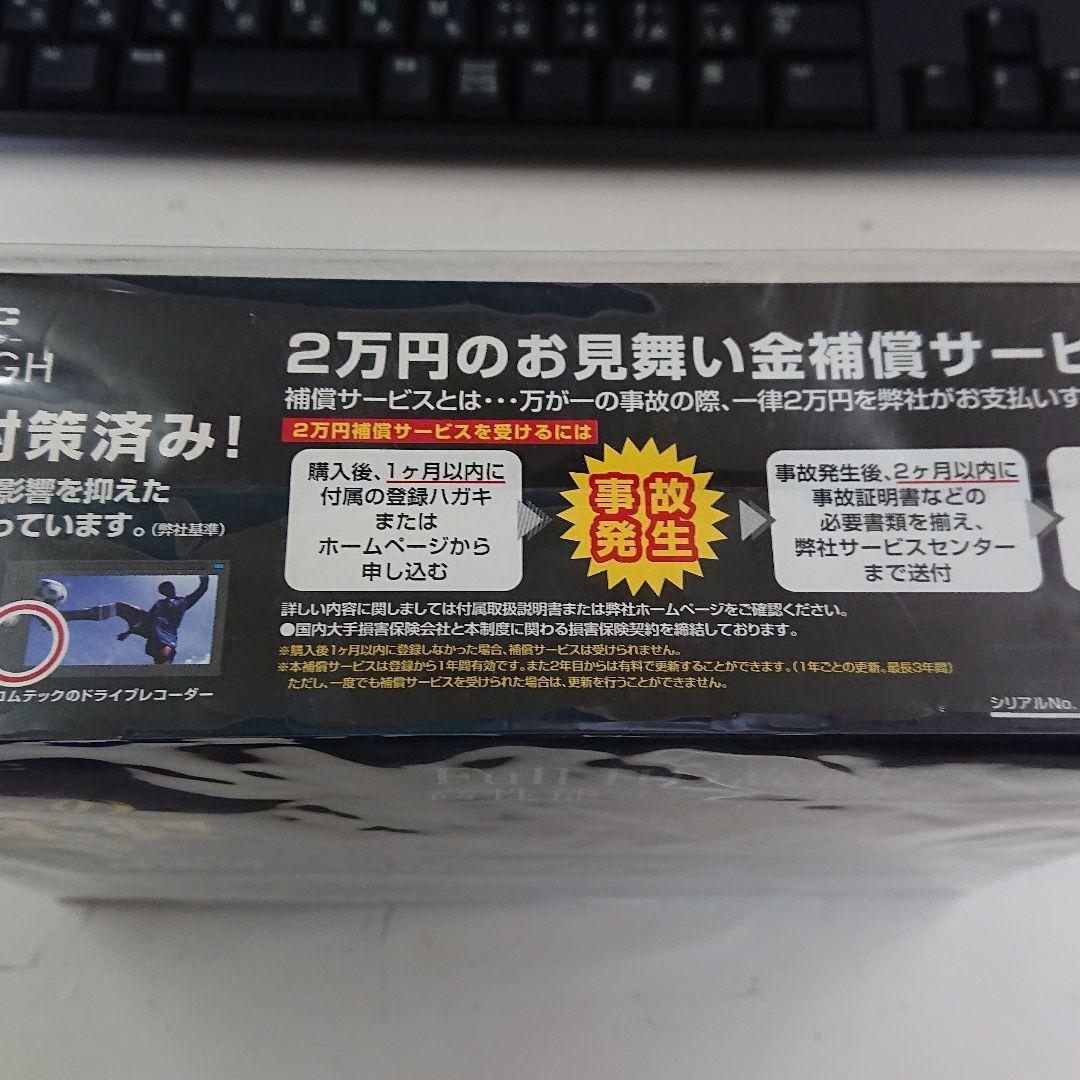 GH
対策済み!
影響を抑えた
っています。(弊社基準)
コムテックのドライブレコーダー
2万円のお見舞い金補償サービ
補償サービスとは・・・万が一の事故の際、一律2万円を弊社がお支払いす
2万円補償サービスを受けるには
購入後、1ヶ月以内に
付属の登録ハガキ
または
ホームページから
申し込む
事故
発生
事故発生後、2ヶ月以内に
事故証明書などの
必要書類を揃え、
弊社サービスセンター
まで送付
詳しい内容に関しましては付属取扱説明書または弊社ホームページをご確認ください。
●国内大手損害保険会社と本制度に関わる損害保険契約を締結しております。
※購入後1ヶ月以内に登録しなかった場合、補償サービスは受けられません。
※本補償サービスは登録から1年間有効です。また2年目からは有料で更新することができます。(1年ごとの更新。最長3年間)
ただし、一度でも補償サービスを受けられた場合は、更新を行うことができません。
シリアルNo.